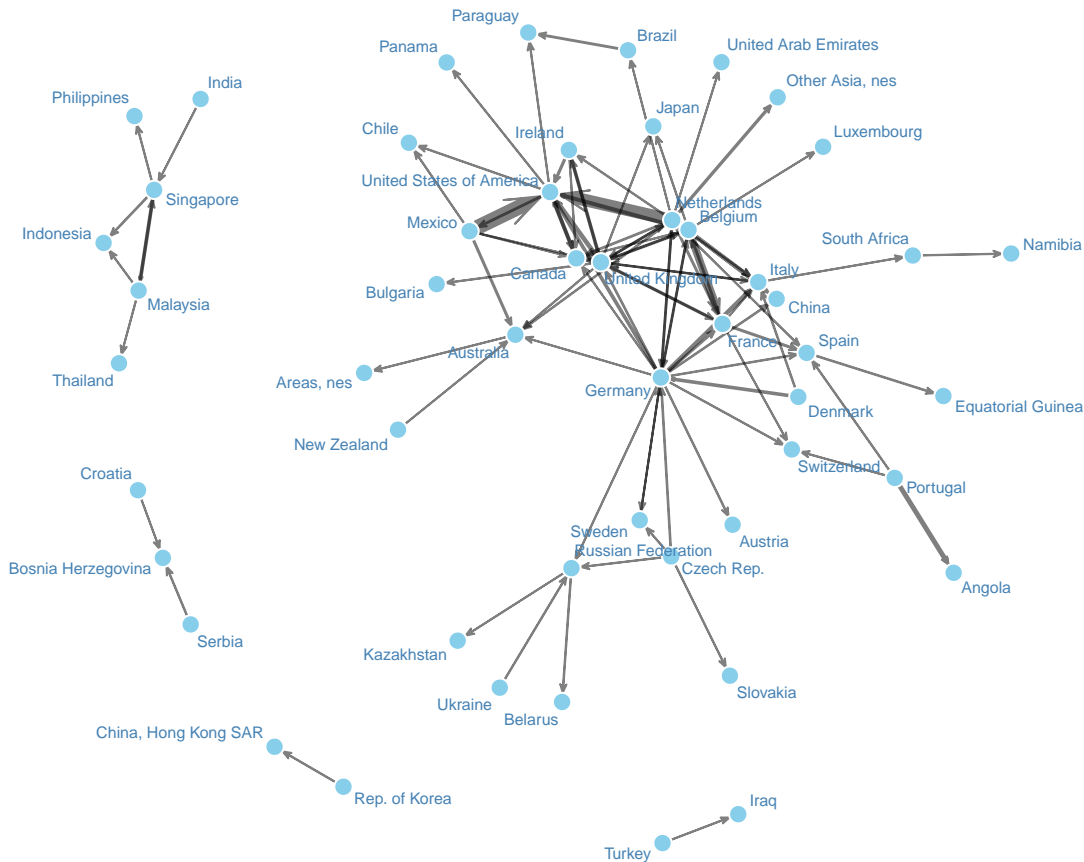 Paraguay
Brazil
United Arab Emirates
Panama
Other Asia, nes
India
Philippines
Japan
Chile
Ireland
Luxembourg
United States of America
Singapore
Netherlands
Belgium
Mexico
Indonesia
South Africa
Namibia
Canada
United Kingdom
Italy
Bulgaria
Malaysia
China
France
Spain
Australia
Thailand
Areas, nes
Germany
Equatorial Guinea
Denmark
New Zealand
Croatia
Switzerland
Portugal
Sweden
Austria
Russian Federation
Bosnia Herzegovina
Czech Rep.
Angola
Serbia
Kazakhstan
Slovakia
Ukraine
Belarus
China, Hong Kong SAR
Rep. of Korea
Iraq
Turkey